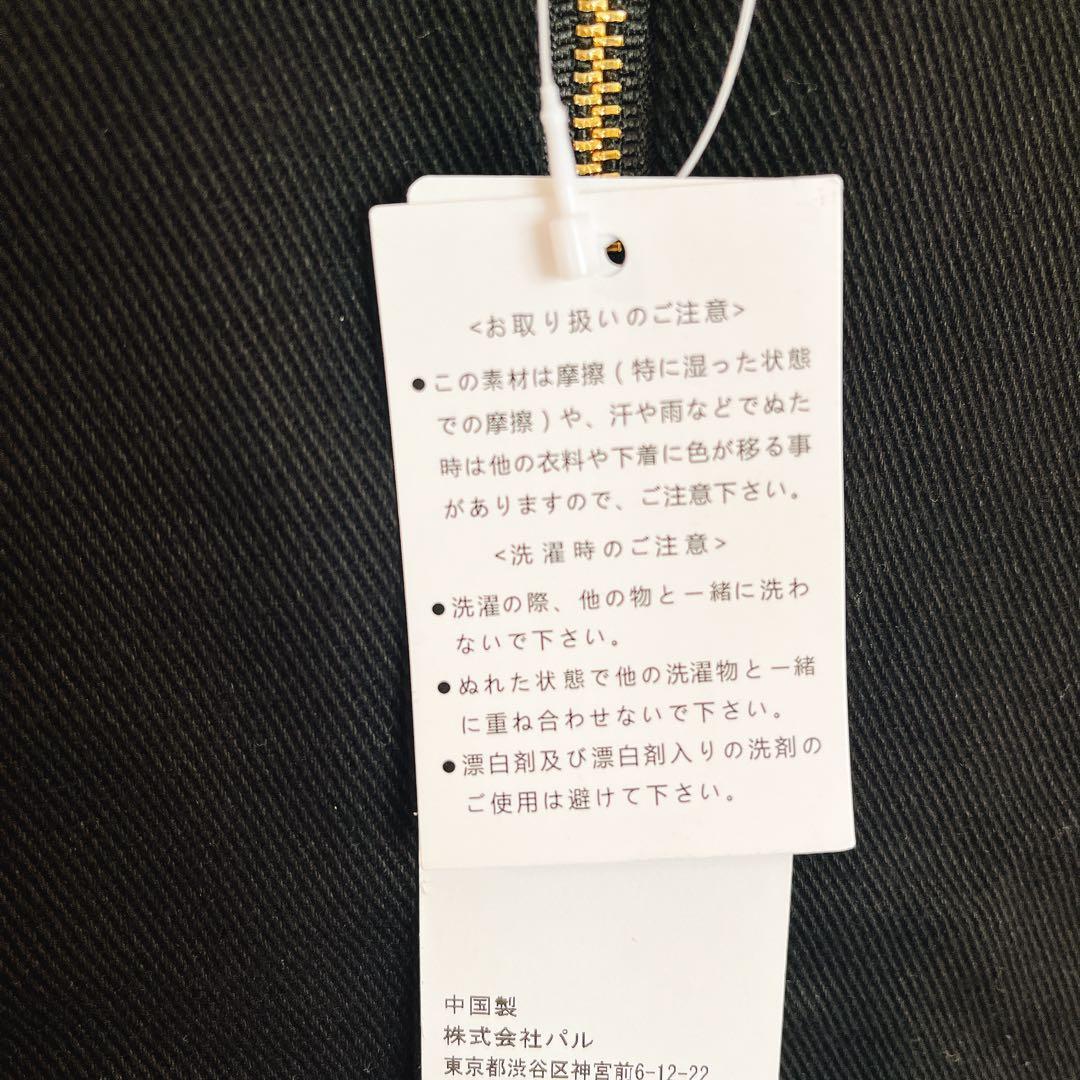 <お取り扱いのご注意>
●この素材は摩擦(特に湿った状態
での摩擦)や、汗や雨などでぬた
時は他の衣料や下着に色が移る事
がありますので、ご注意下さい。
<洗濯時のご注意>
●洗濯の際、他の物と一緒に洗わ
ないで下さい。
●ぬれた状態で他の洗濯物と一緒
に重ね合わせないで下さい。
●漂白剤及び漂白剤入りの洗剤の
ご使用は避けて下さい。
中国製
株式会社パル
東京都渋谷区神宮前6-12-22